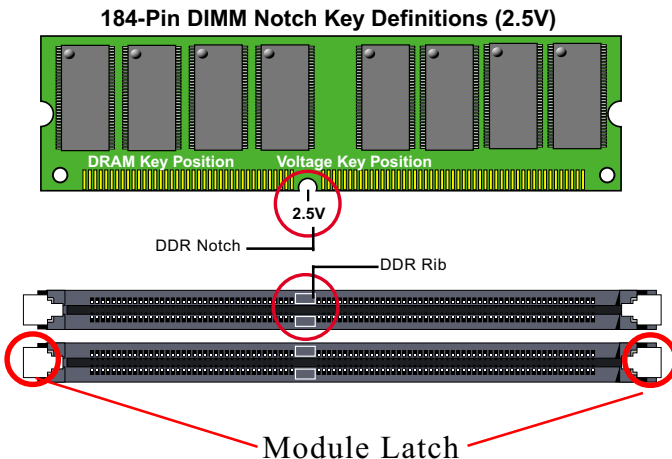 184-Pin DIMM Notch Key Definitions (2.5V)
DRAM Key Position Voltage Key Position
2.5V
DDR Notch
DDR Rib
Module Latch